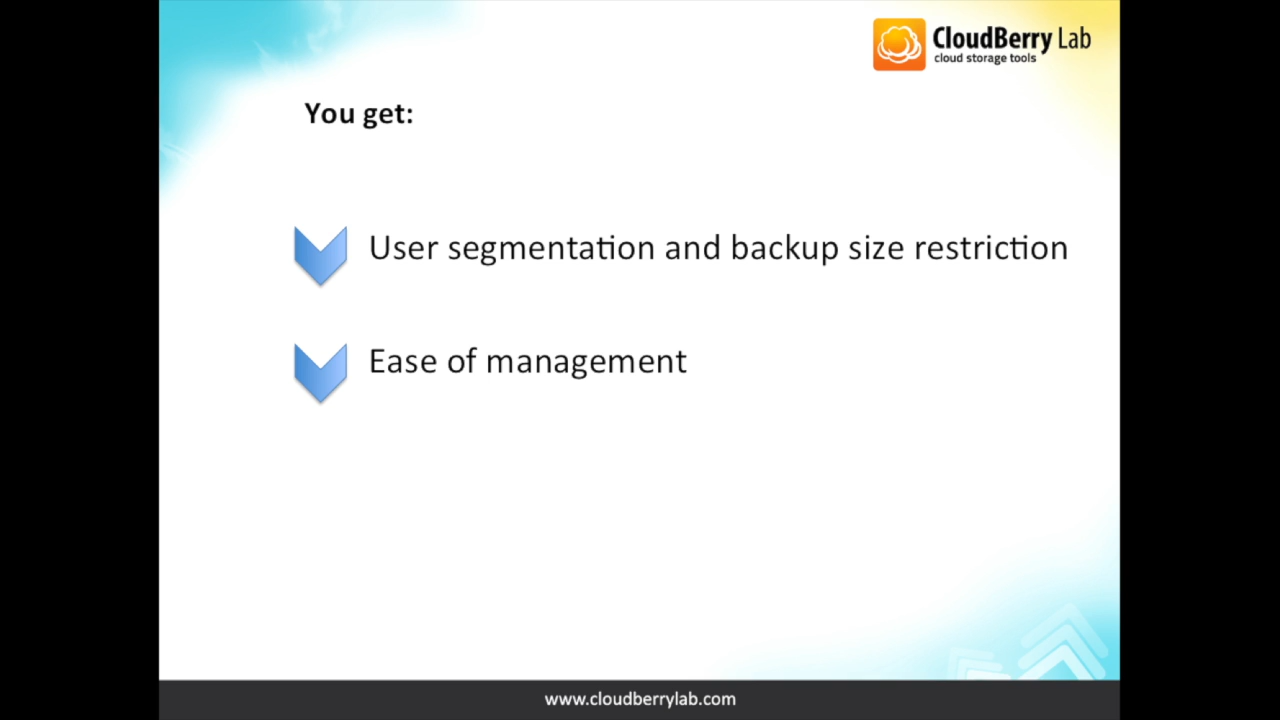 CloudBerry Lab
cloud storage tools
You get:
User segmentation and backup size restriction
Ease of management
www.cloudberrylab.com